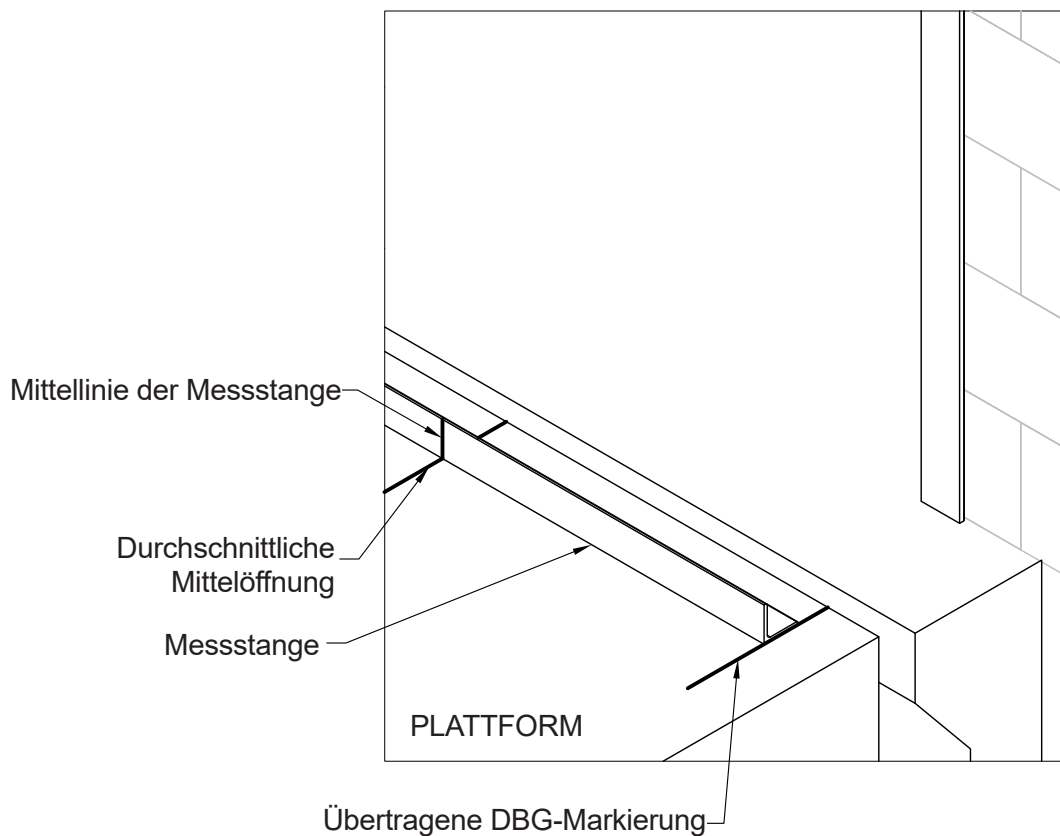 Mittellinie der Messstange
Durchschnittliche
Mittelöffnung
Messstange
PLATTFORM
Übertragene DBG-Markierung